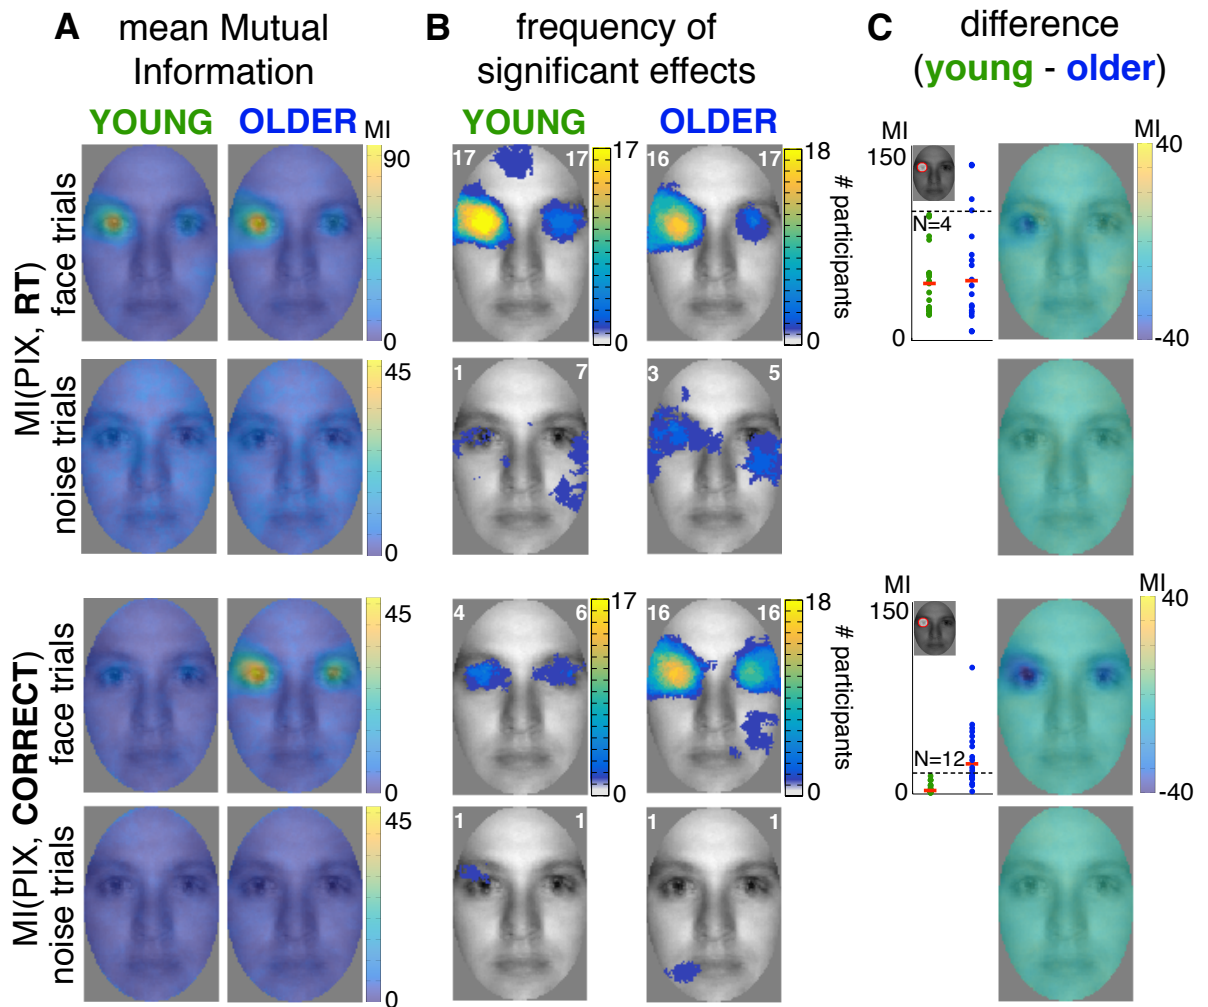 A mean Mutual
Information
B frequency of
significant effects
C difference
(young - older)
YOUNG OLDER MI
YOUNG OLDER
MI(PIX, RT)
face trials
90
0
17 17 17
0
16 17 18
0
# participants
MI
150
N=4
0
MI
40
-40
noise trials
45
0
1 7
3 5
MI(PIX, CORRECT)
face trials
45
0
4 6 17
0
16 16 18
0
# participants
MI
150
N=12
0
MI
40
-40
noise trials
45
0
1 1
1 1